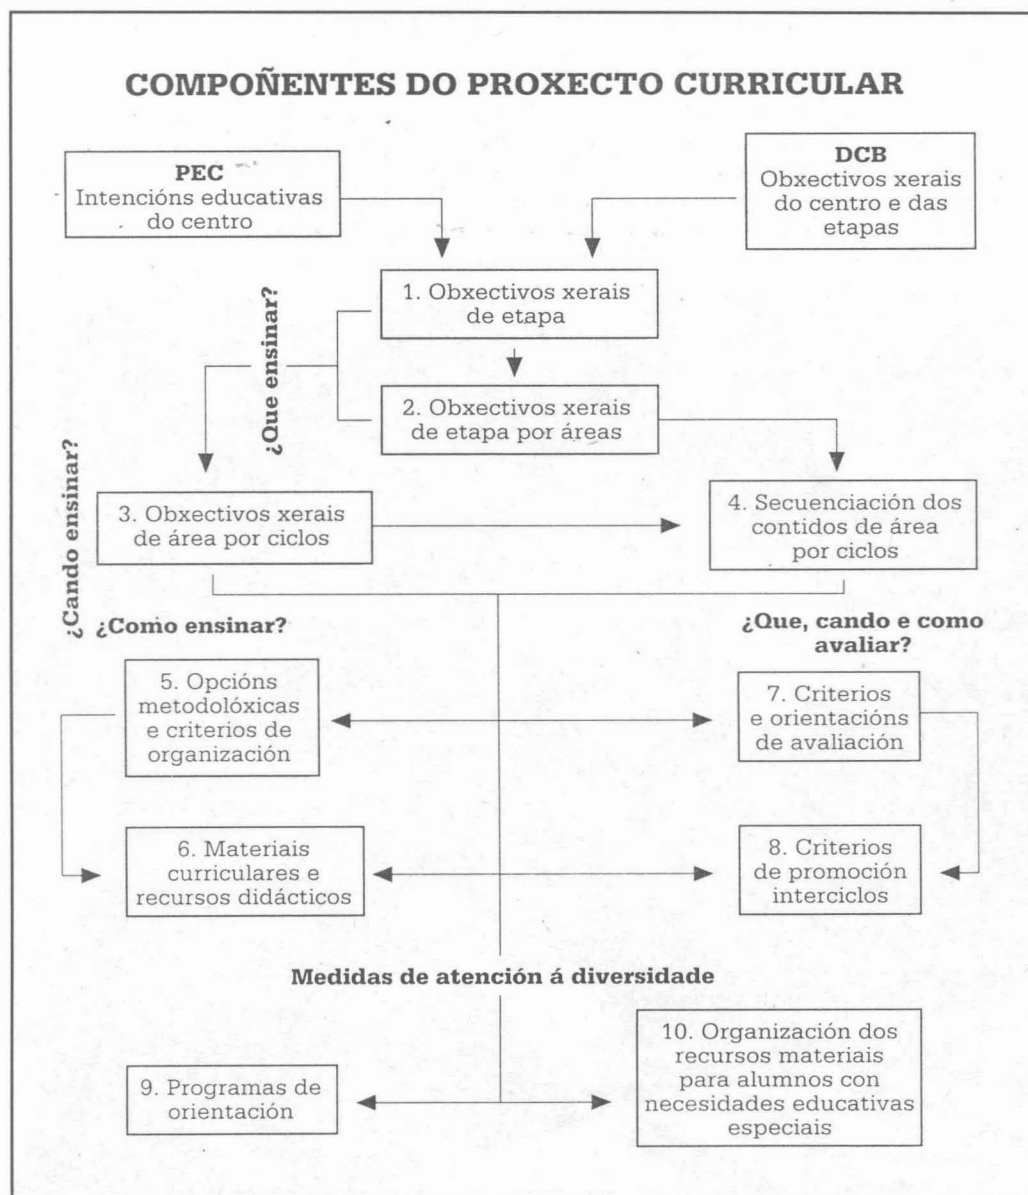 COMPOÑENTES DO PROXECTO CURRICULAR
PEC
Intencións educativas
do centro
DCB
Obxectivos xerais
do centro e das
etapas
1. Obxectivos xerais
de etapa
¿Que ensinar?
2. Obxectivos xerais
de etapa por áreas
¿Cando ensinar?
3. Obxectivos xerais
de área por ciclos
4. Secuenciación dos
contidos de área
por ciclos
¿Como ensinar?
¿Que, cando e como
avaliar?
5. Opcións
metodolóxicas
e criterios de
organización
7. Criterios
e orientacións
de avaliación
6. Materiais
curriculares e
recursos didácticos
8. Criterios
de promoción
interciclos
Medidas de atención á diversidade
9. Programas de
orientación
10. Organización dos
recursos materiais
para alumnos con
necesidades educativas
especiais